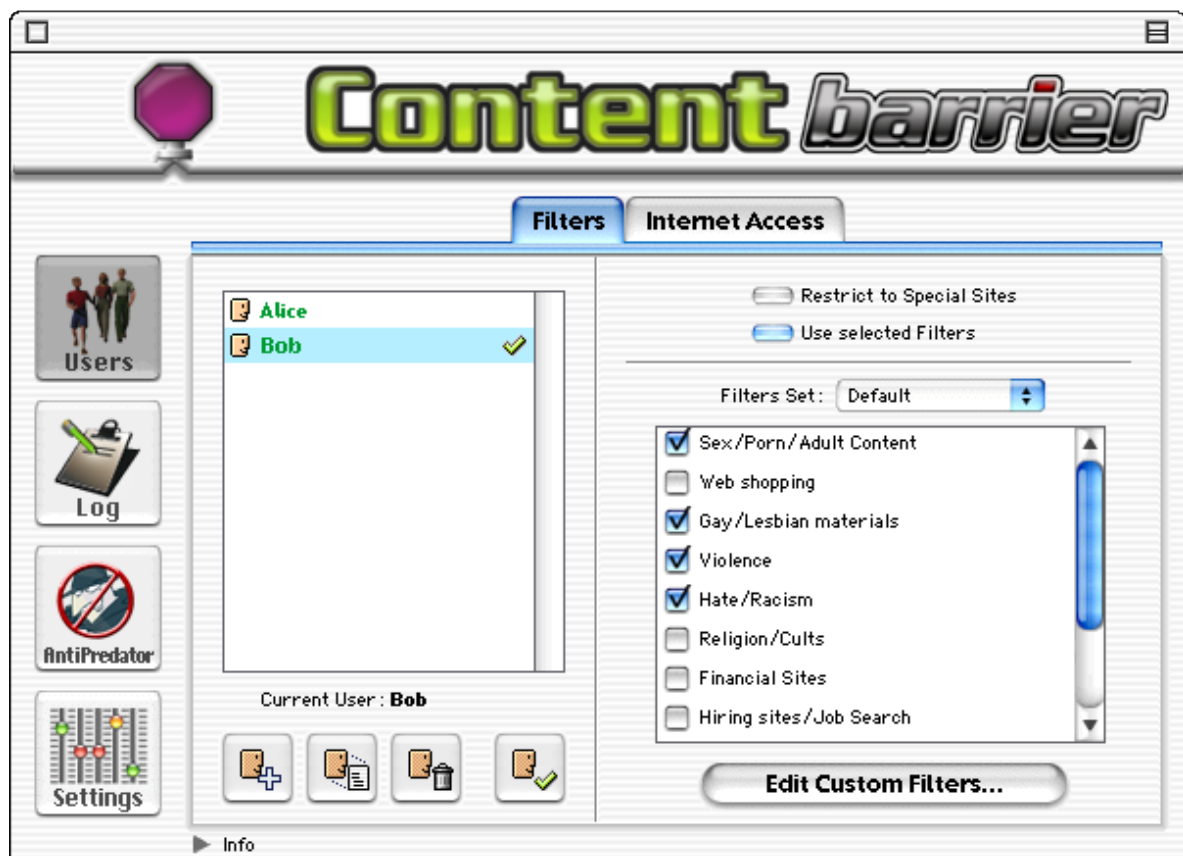 Content barrier
Filters
Internet Access
Users
Log
AntiPredator
Settings
Alice
Bob
Current User : Bob
Restrict to Special Sites
Use selected Filters
Filters Set : Default
Sex/Porn/Adult Content
Web shopping
Gay/Lesbian materials
Violence
Hate/Racism
Religion/Cults
Financial Sites
Hiring sites/Job Search
Edit Custom Filters...
Info